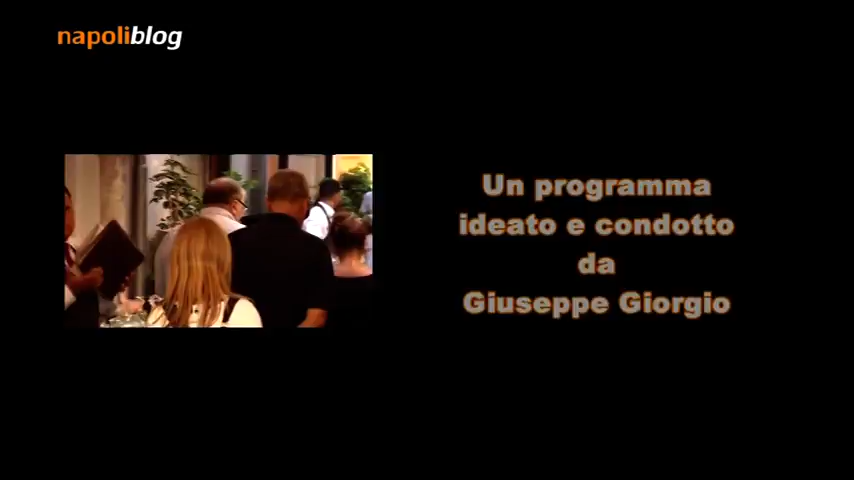 napoliblog
Un programma
ideato e condotto
da
Giuseppe Giorgio